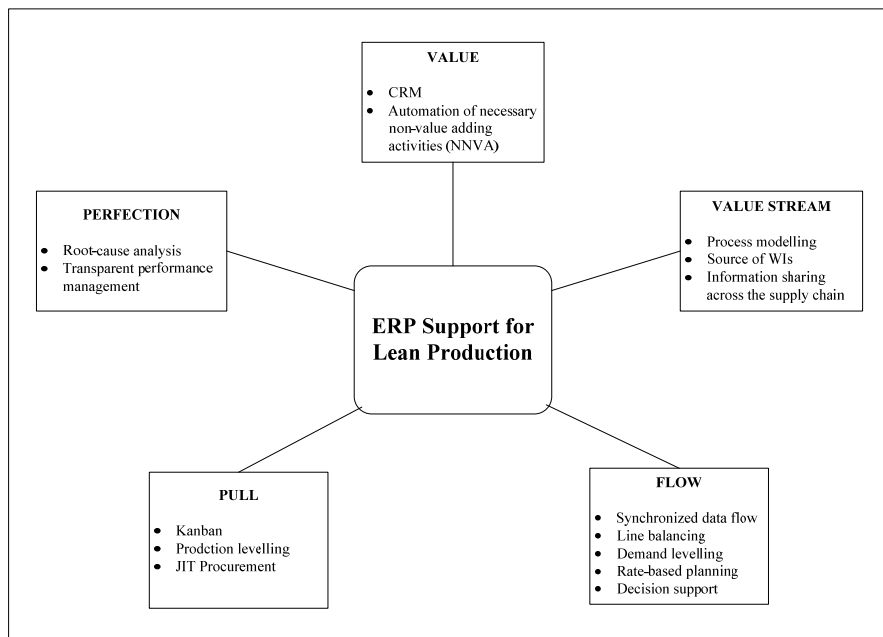 VALUE
• CRM
• Automation of necessary
non-value adding
activities (NNVA)
PERFECTION
• Root-cause analysis
• Transparent performance
management
VALUE STREAM
• Process modelling
• Source of WIs
• Information sharing
across the supply chain
ERP Support for
Lean Production
PULL
• Kanban
• Prodction levelling
• JIT Procurement
FLOW
• Synchronized data flow
• Line balancing
• Demand levelling
• Rate-based planning
• Decision support